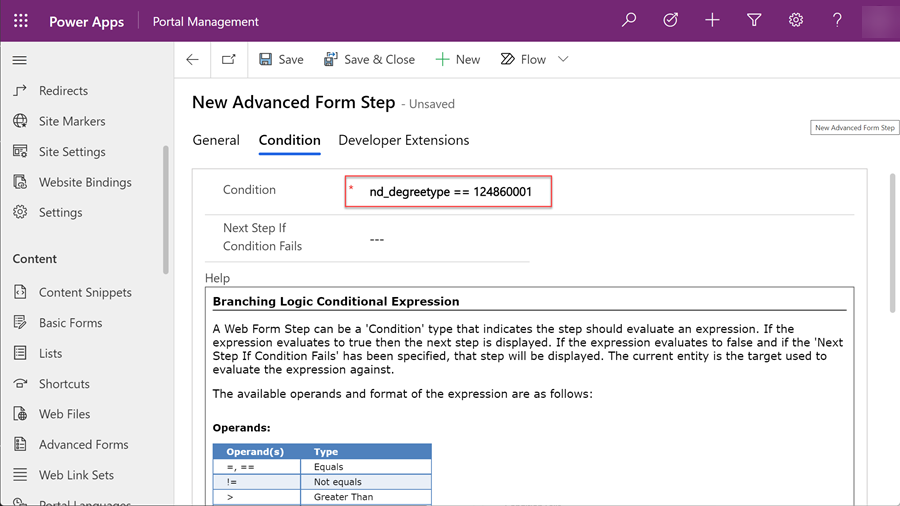 Power Apps
Portal Management
Save
Save & Close
New
Flow
Redirects
Site Markers
Site Settings
Website Bindings
Settings
Content
Content Snippets
Basic Forms
Lists
Shortcuts
Web Files
Advanced Forms
Web Link Sets
Portal Languages
New Advanced Form Step - Unsaved
New Advanced Form Step
General
Condition
Developer Extensions
Condition
* nd_degreetype == 124860001
Next Step If
Condition Fails
---
Help
Branching Logic Conditional Expression
A Web Form Step can be a 'Condition' type that indicates the step should evaluate an expression. If the
expression evaluates to true then the next step is displayed. If the expression evaluates to false and if the 'Next
Step If Condition Fails' has been specified, that step will be displayed. The current entity is the target used to
evaluate the expression against.
The available operands and format of the expression are as follows:
Operands:
Operand(s) Type
=, == Equals
!= Not equals
> Greater Than